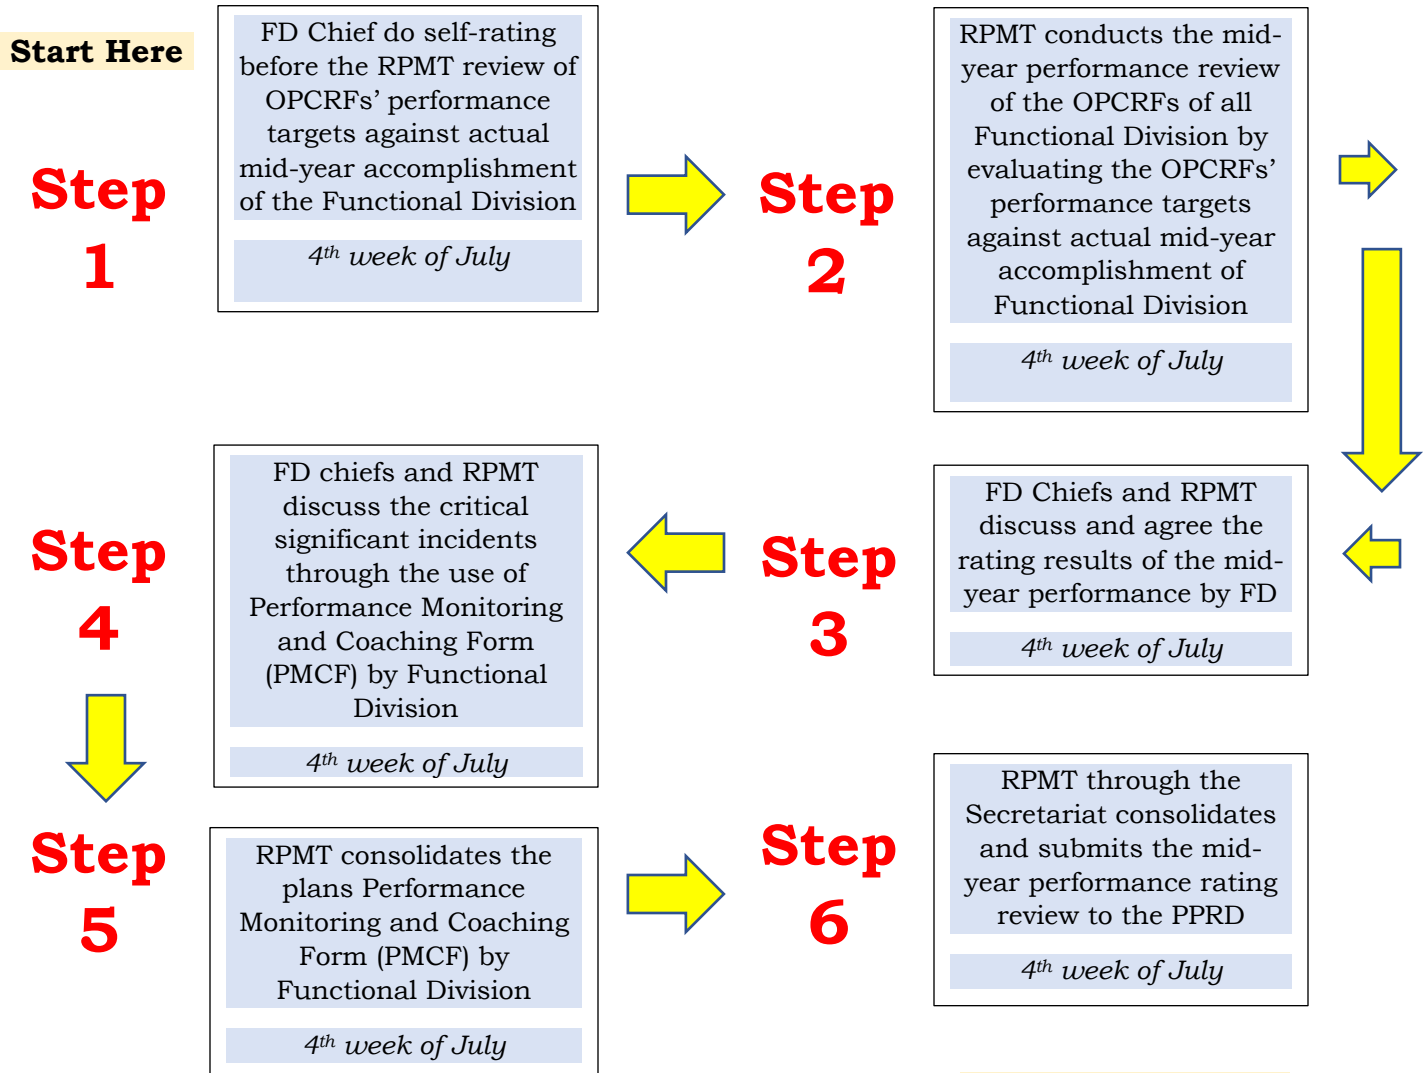 Start Here
Step
1
FD Chief do self-rating
before the RPMT review of
OPCRFs’ performance
targets against actual
mid-year accomplishment
of the Functional Division
4th week of July
Step
2
RPMT conducts the mid-
year performance review
of the OPCRFs of all
Functional Division by
evaluating the OPCRFs’
performance targets
against actual mid-year
accomplishment of
Functional Division
4th week of July
Step
3
FD Chiefs and RPMT
discuss and agree the
rating results of the mid-
year performance by FD
4th week of July
Step
4
FD chiefs and RPMT
discuss the critical
significant incidents
through the use of
Performance Monitoring
and Coaching Form
(PMCF) by Functional
Division
4th week of July
Step
5
RPMT consolidates the
plans Performance
Monitoring and Coaching
Form (PMCF) by
Functional Division
4th week of July
Step
6
RPMT through the
Secretariat consolidates
and submits the mid-
year performance rating
review to the PPRD
4th week of July